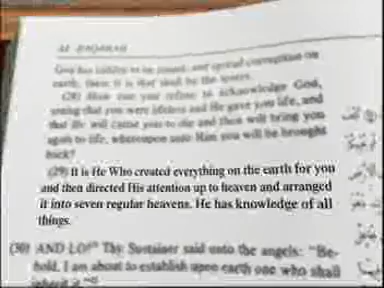 AL BAQARAH
God has bidden to be joined, and spread corruption on
earth: these it is that shall be the losers.
(28) How can you refuse to acknowledge God,
seeing that you were lifeless and He gave you life, and
that He will cause you to die and then will bring you
again to life, whereupon unto Him you will be brought
back?
(29) It is He Who created everything on the earth for you
and then directed His attention up to heaven and arranged
it into seven regular heavens. He has knowledge of all
things.
(30) AND LO! Thy Sustainer said unto the angels: "Be-
hold, I am about to establish upon earth one who shall
inherit it."